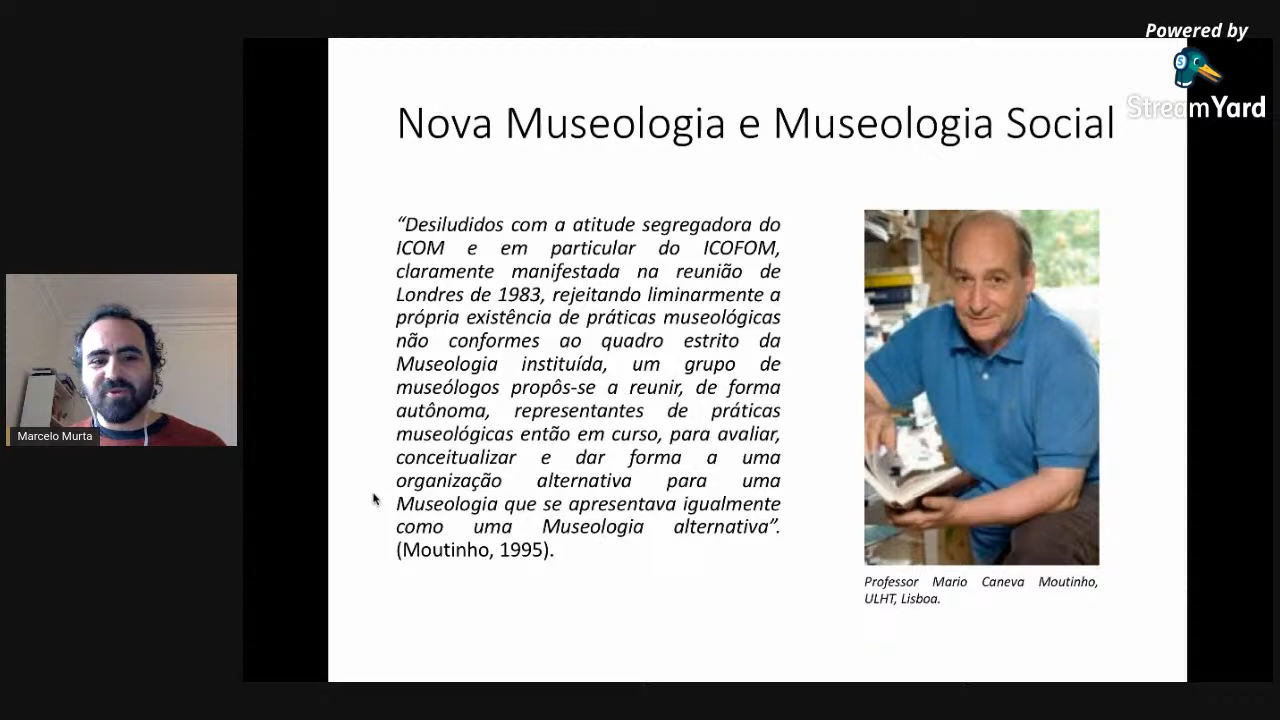 Powered by
StreamYard
Nova Museologia e Museologia Social
“Desiludidos com a atitude segregadora do
ICOM e em particular do ICOFOM,
claramente manifestada na reunião de
Londres de 1983, rejeitando liminarmente a
própria existência de práticas museológicas
não conformes ao quadro estrito da
Museologia instituída, um grupo de
museólogos propôs-se a reunir, de forma
autônoma, representantes de práticas
museológicas então em curso, para avaliar,
conceitualizar e dar forma a uma
organização alternativa para uma
Museologia que se apresentava igualmente
como uma Museologia alternativa”.
(Moutinho, 1995).
Professor Mario Caneva Moutinho,
ULHT, Lisboa.
Marcelo Murta